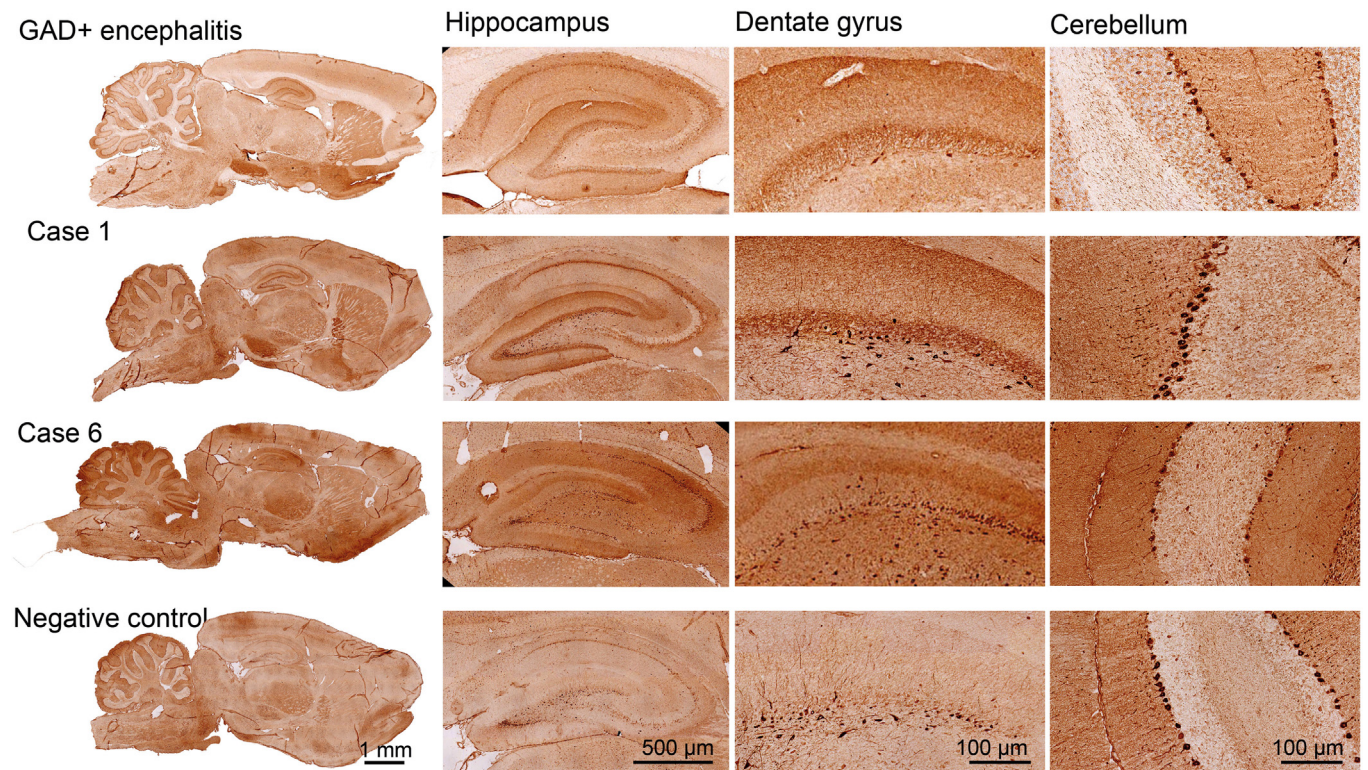 GAD+ encephalitis
Hippocampus
Dentate gyrus
Cerebellum
Case 1
Case 6
Negative control
1 mm
500 µm
100 µm
100 µm